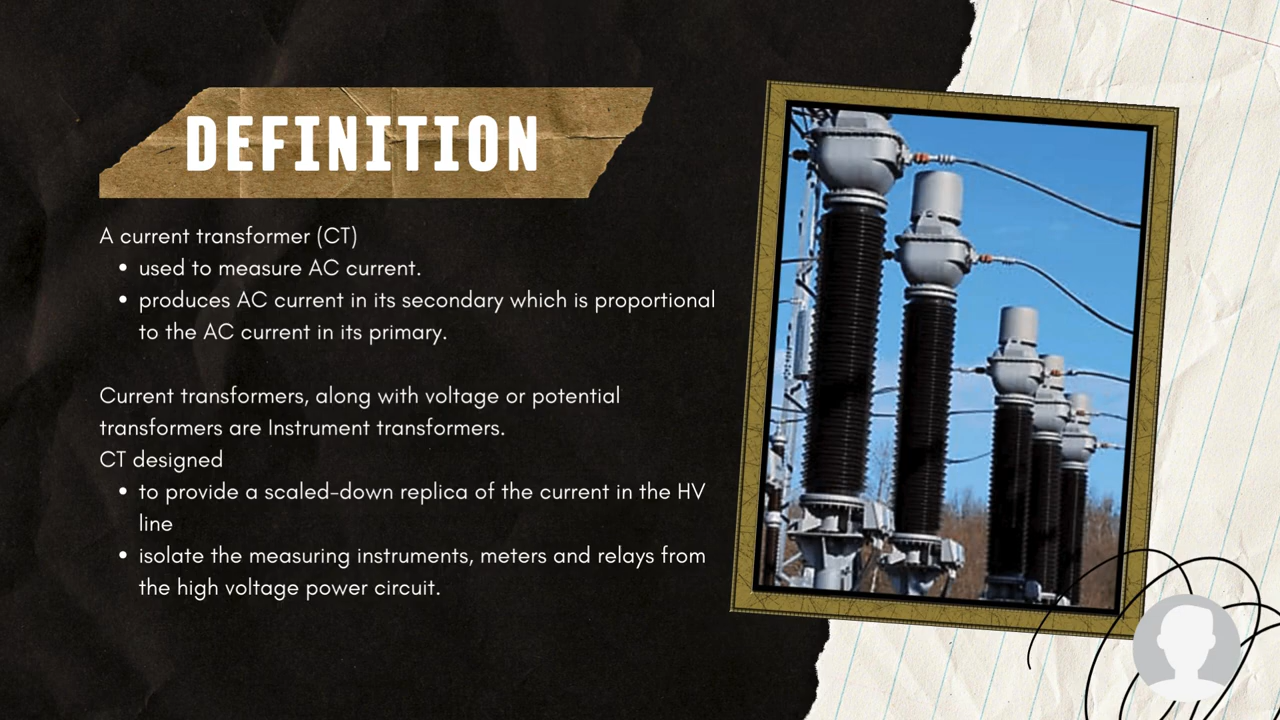 DEFINITION
A current transformer (CT)
• used to measure AC current.
• produces AC current in its secondary which is proportional
to the AC current in its primary.
Current transformers, along with voltage or potential
transformers are Instrument transformers.
CT designed
• to provide a scaled-down replica of the current in the HV
line
• isolate the measuring instruments, meters and relays from
the high voltage power circuit.